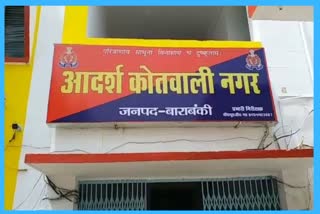 परित्राणाय साधूनां विनाशाय च दुष्कृताम्
आदर्श कोतवाली नगर
जनपद-बाराबंकी
प्रभारी निरीक्षक